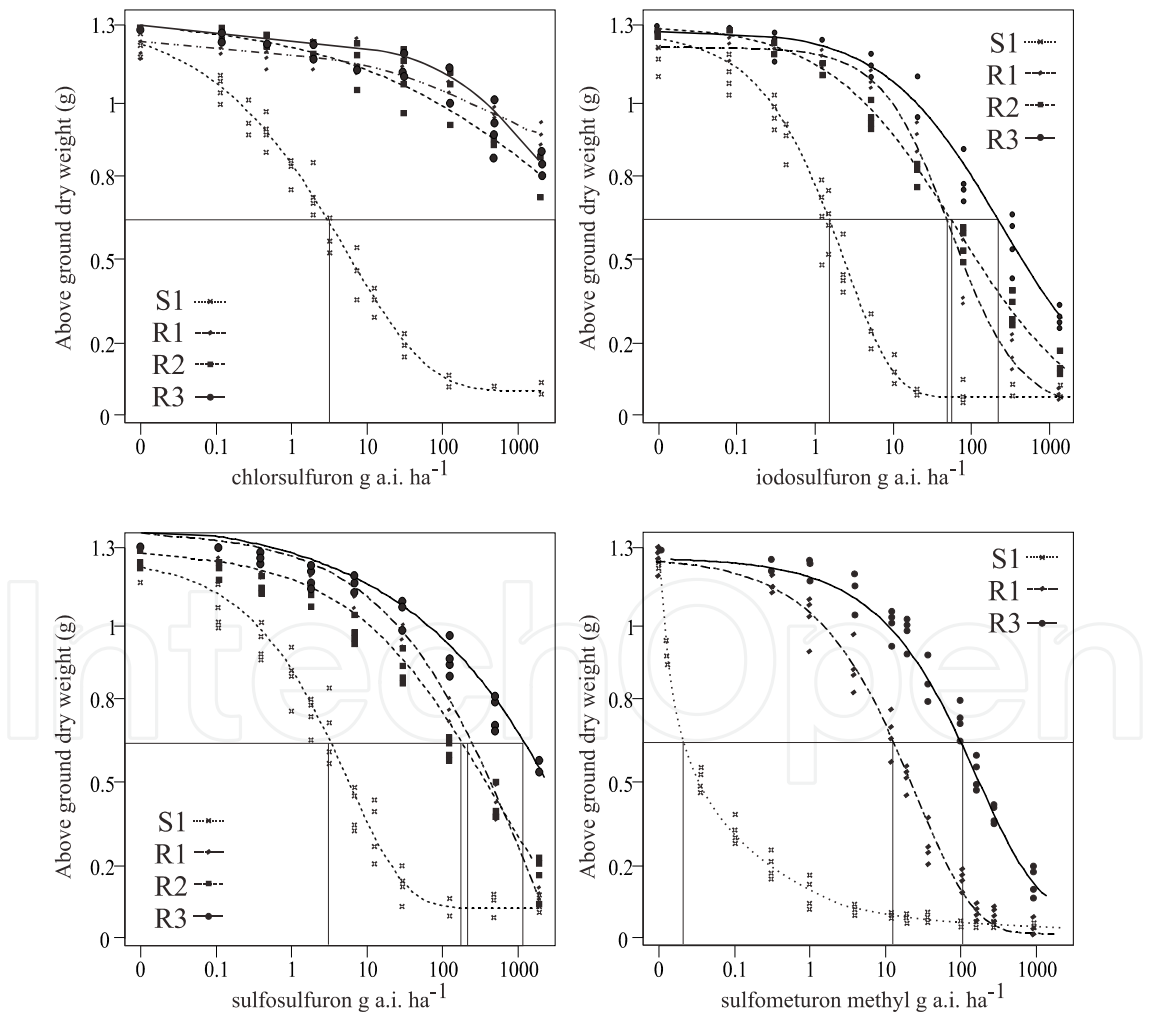 1.3
1
0.8
0.5
0.2
0
Above ground dry weight (g)
S1
R1
R2
R3
0 0.1 1 10 100 1000
chlorsulfuron g a.i. ha-1
1.3
1
0.8
0.5
0.2
0
Above ground dry weight (g)
S1
R1
R2
R3
0 0.1 1 10 100 1000
iodosulfuron g a.i. ha-1
1.3
1
0.8
0.5
0.2
0
Above ground dry weight (g)
S1
R1
R2
R3
0 0.1 1 10 100 1000
sulfosulfuron g a.i. ha-1
1.3
1
0.8
0.5
0.2
0
Above ground dry weight (g)
S1
R1
R3
0 0.1 1 10 100 1000
sulfometuron methyl g a.i. ha-1
IntechOpen